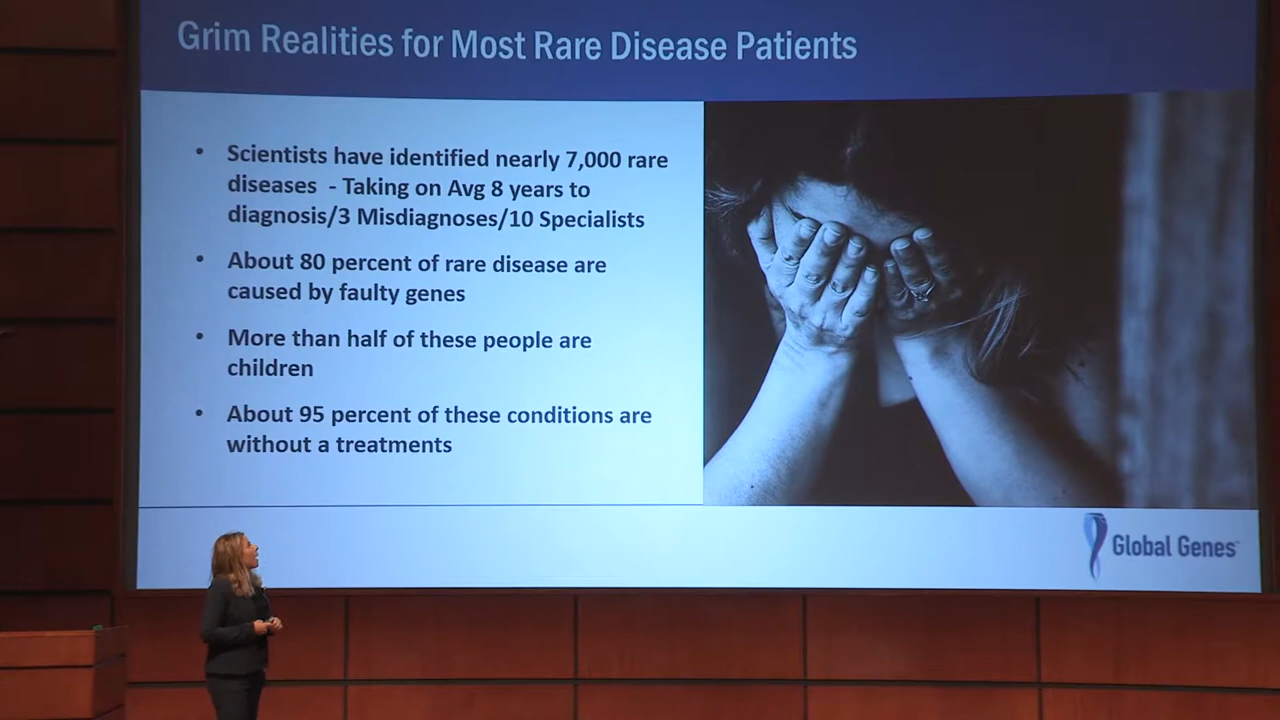 Grim Realities for Most Rare Disease Patients
• Scientists have identified nearly 7,000 rare
diseases - Taking on Avg 8 years to
diagnosis/3 Misdiagnoses/10 Specialists
• About 80 percent of rare disease are
caused by faulty genes
• More than half of these people are
children
• About 95 percent of these conditions are
without a treatments
Global Genes™